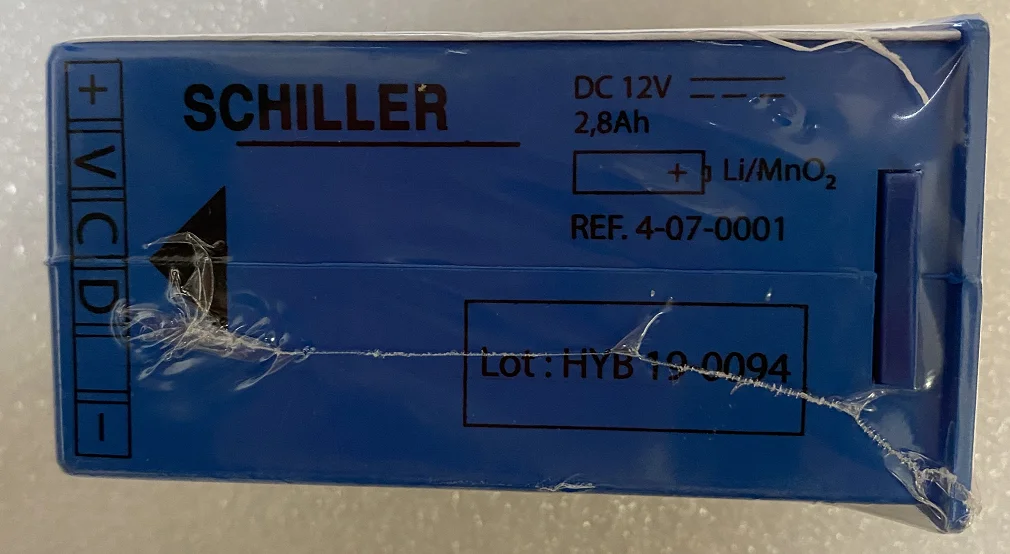 SCHILLER
DC 12V
2,8Ah
+ Li/MnO₂
REF. 4-07-0001
Lot : HYB 19-0094
+ V C D -